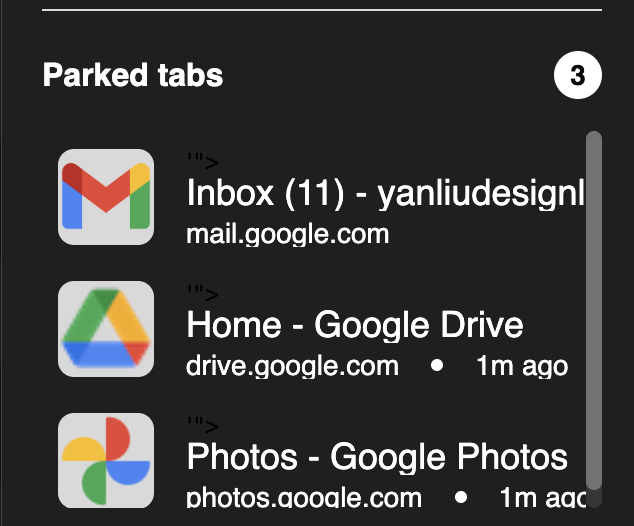 Parked tabs
3
'">
Inbox (11) - yanliudesignl
mail.google.com
'">
Home - Google Drive
drive.google.com • 1m ago
'">
Photos - Google Photos
photos.google.com • 1m ago